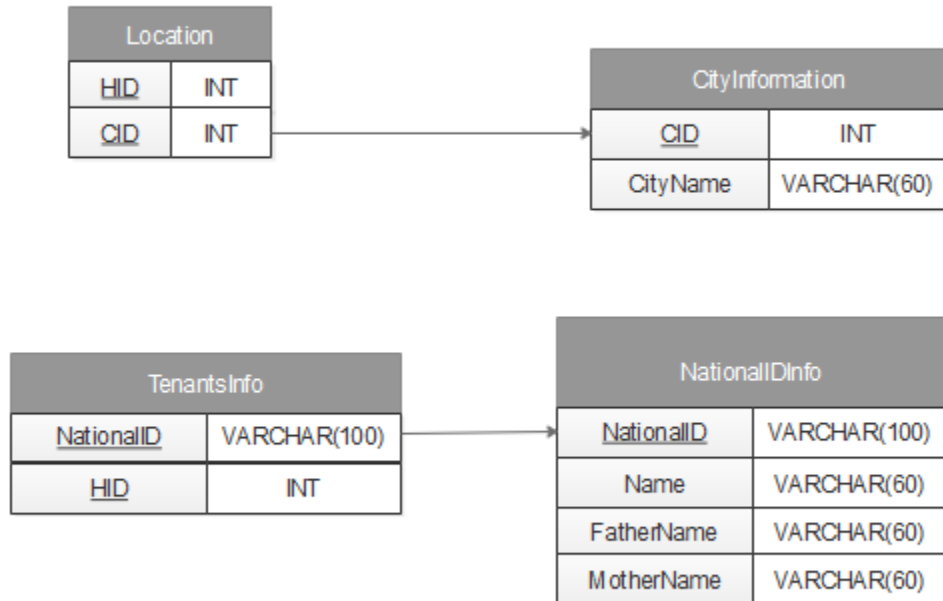 Location
HID INT
CID INT
CityInformation
CID INT
CityName VARCHAR(60)
TenantsInfo
NationalID VARCHAR(100)
HID INT
NationalIDInfo
NationalID VARCHAR(100)
Name VARCHAR(60)
FatherName VARCHAR(60)
MotherName VARCHAR(60)